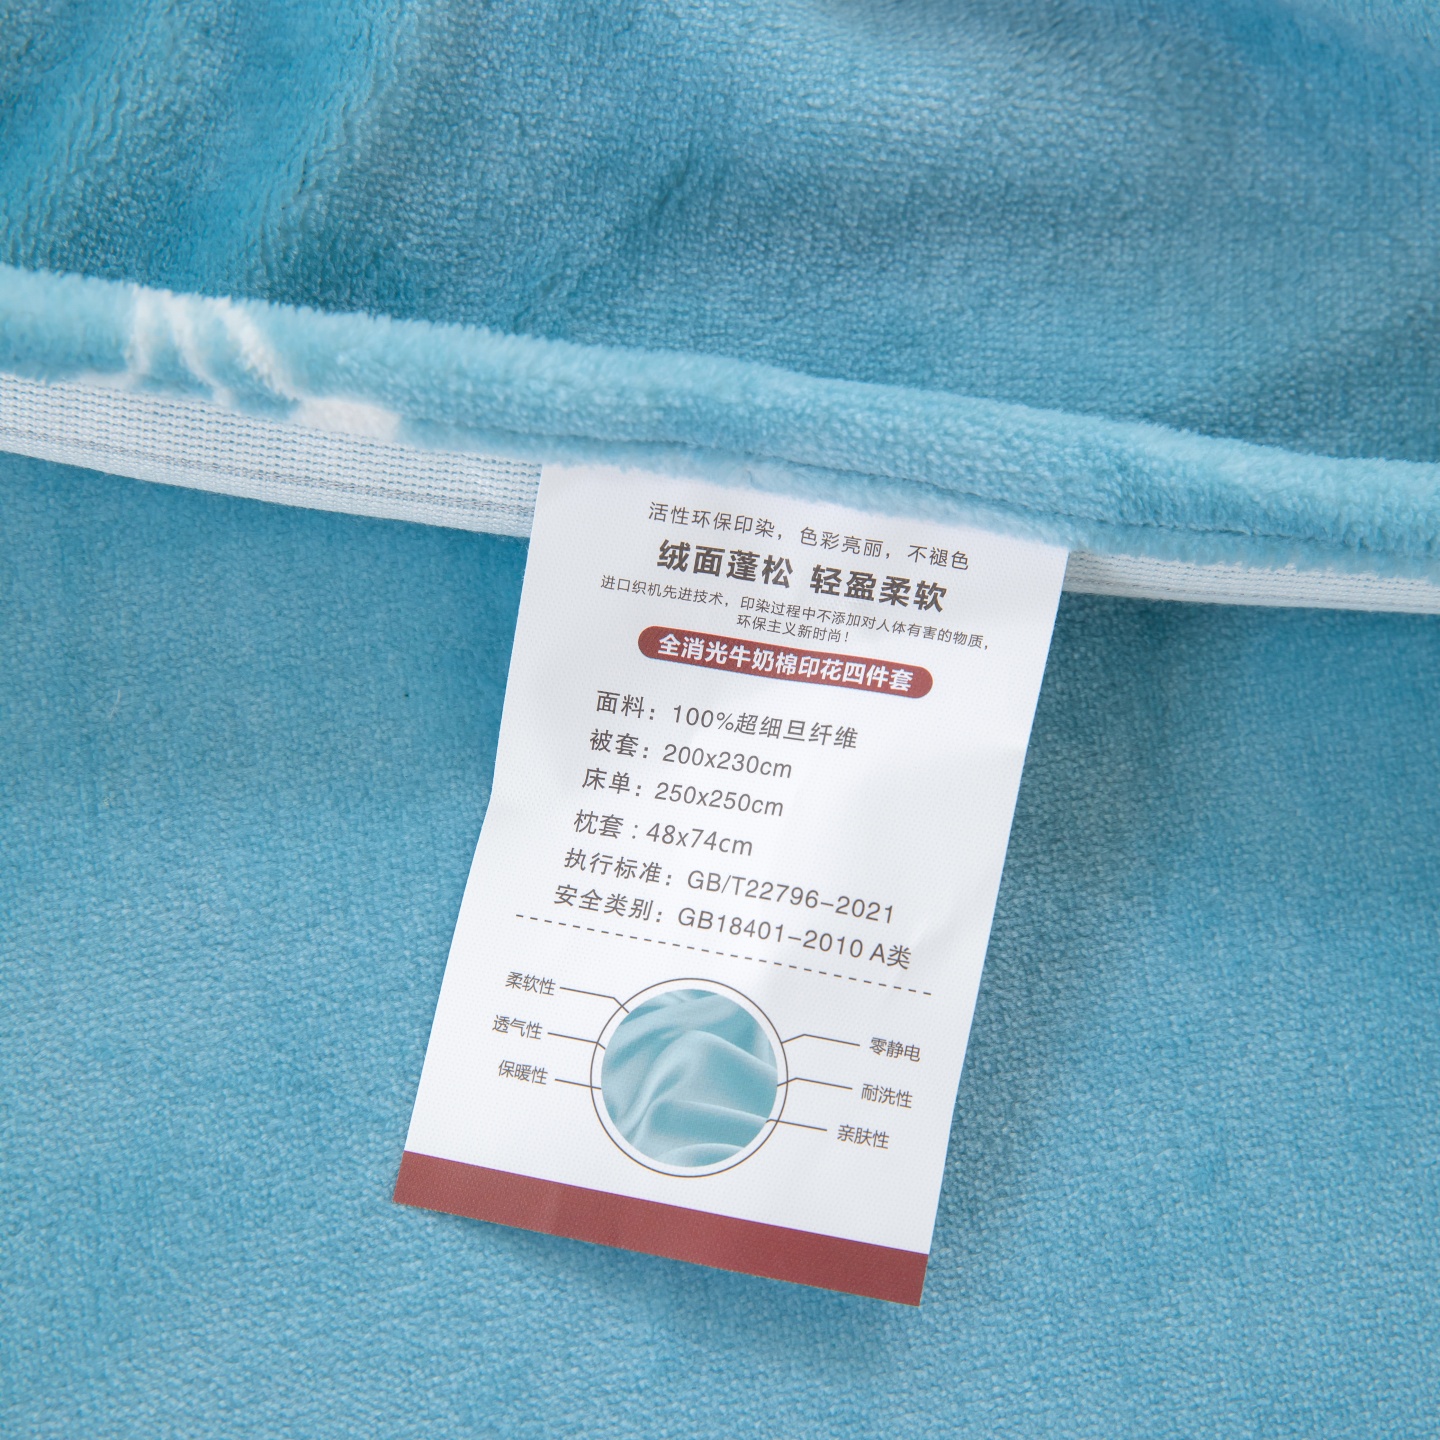 活性环保印染，色彩亮丽，不褪色
绒面蓬松 轻盈柔软
进口织机先进技术，印染过程中不添加对人体有害的物质，
环保主义新时尚！
全消光牛奶棉印花四件套
面料：100%超细旦纤维
被套：200x230cm
床单：250x250cm
枕套：48x74cm
执行标准：GB/T22796-2021
安全类别：GB18401-2010 A类
柔软性
透气性
保暖性
零静电
耐洗性
亲肤性